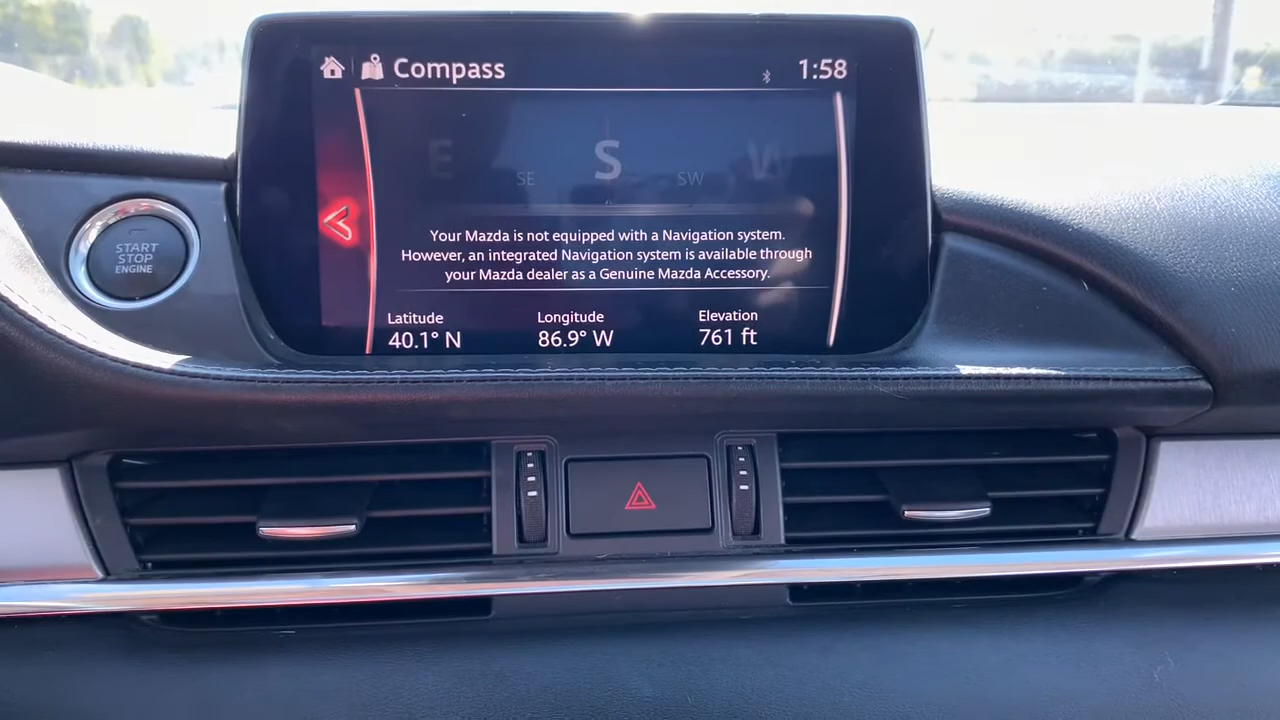 Compass
1:58
E
SE
S
SW
W
Your Mazda is not equipped with a Navigation system.
However, an integrated Navigation system is available through
your Mazda dealer as a Genuine Mazda Accessory.
Latitude
40.1° N
Longitude
86.9° W
Elevation
761 ft
START
STOP
ENGINE